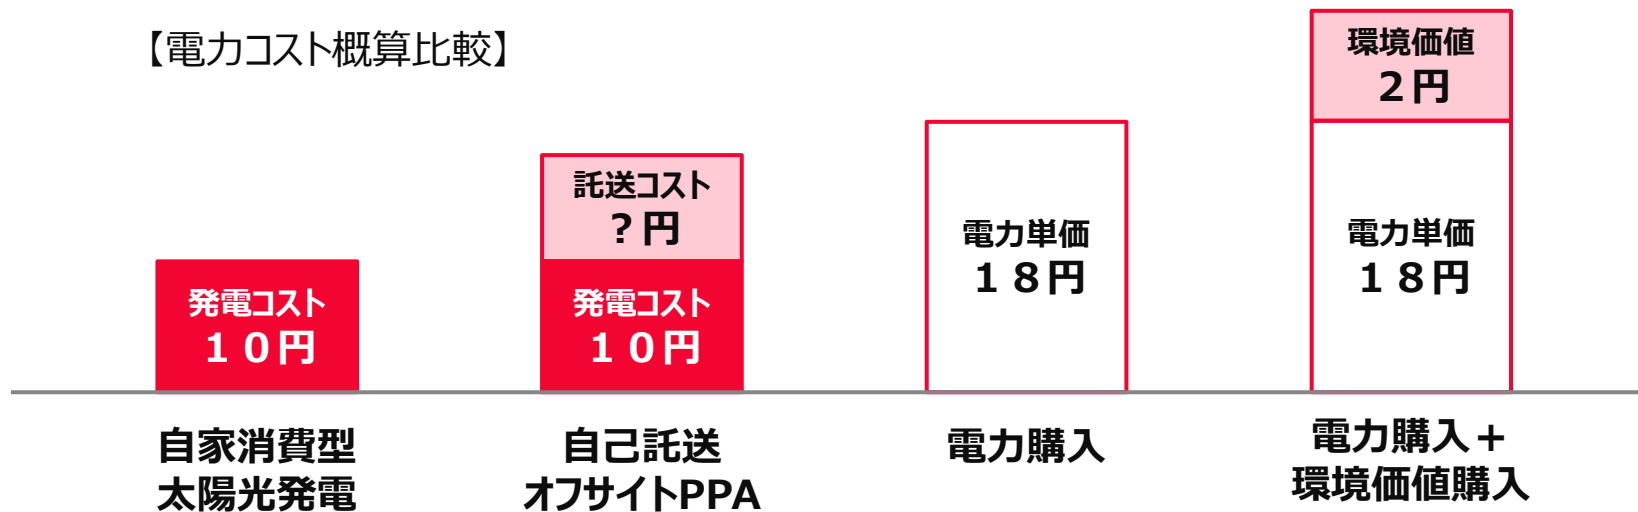 【電力コスト概算比較】
環境価値
２円
託送コスト
？円
電力単価
１８円
電力単価
１８円
発電コスト
１０円
発電コスト
１０円
自家消費型
太陽光発電
自己託送
オフサイトPPA
電力購入
電力購入＋
環境価値購入